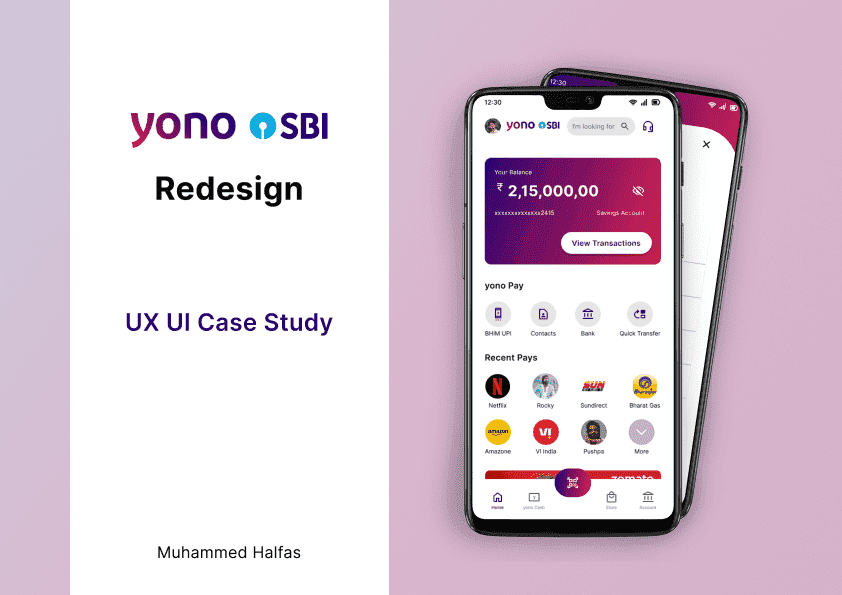 yono SBI
Redesign
UX UI Case Study
Muhammed Halfas
12:30
12:30
yono SBI
I'm looking for
Your Balance
₹ 2,15,000,00
xxxxxxxxxxxxxx2415 Savings Account
View Transactions
yono Pay
BHIM UPI Contacts Bank Quick Transfer
Recent Pays
Netflix Rocky Sundirect Bharat Gas
amazon
Amazone VI India Pushpa More
zomato
Home yono Cash Store Account